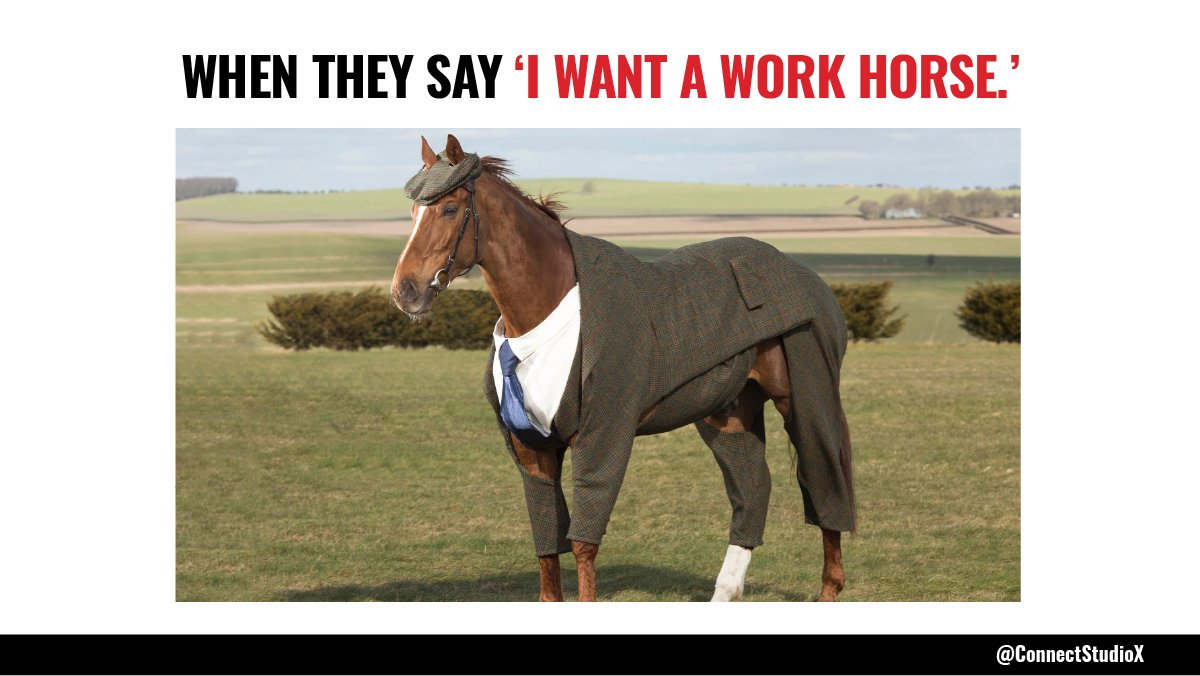 WHEN THEY SAY ‘I WANT A WORK HORSE.’
@ConnectStudioX